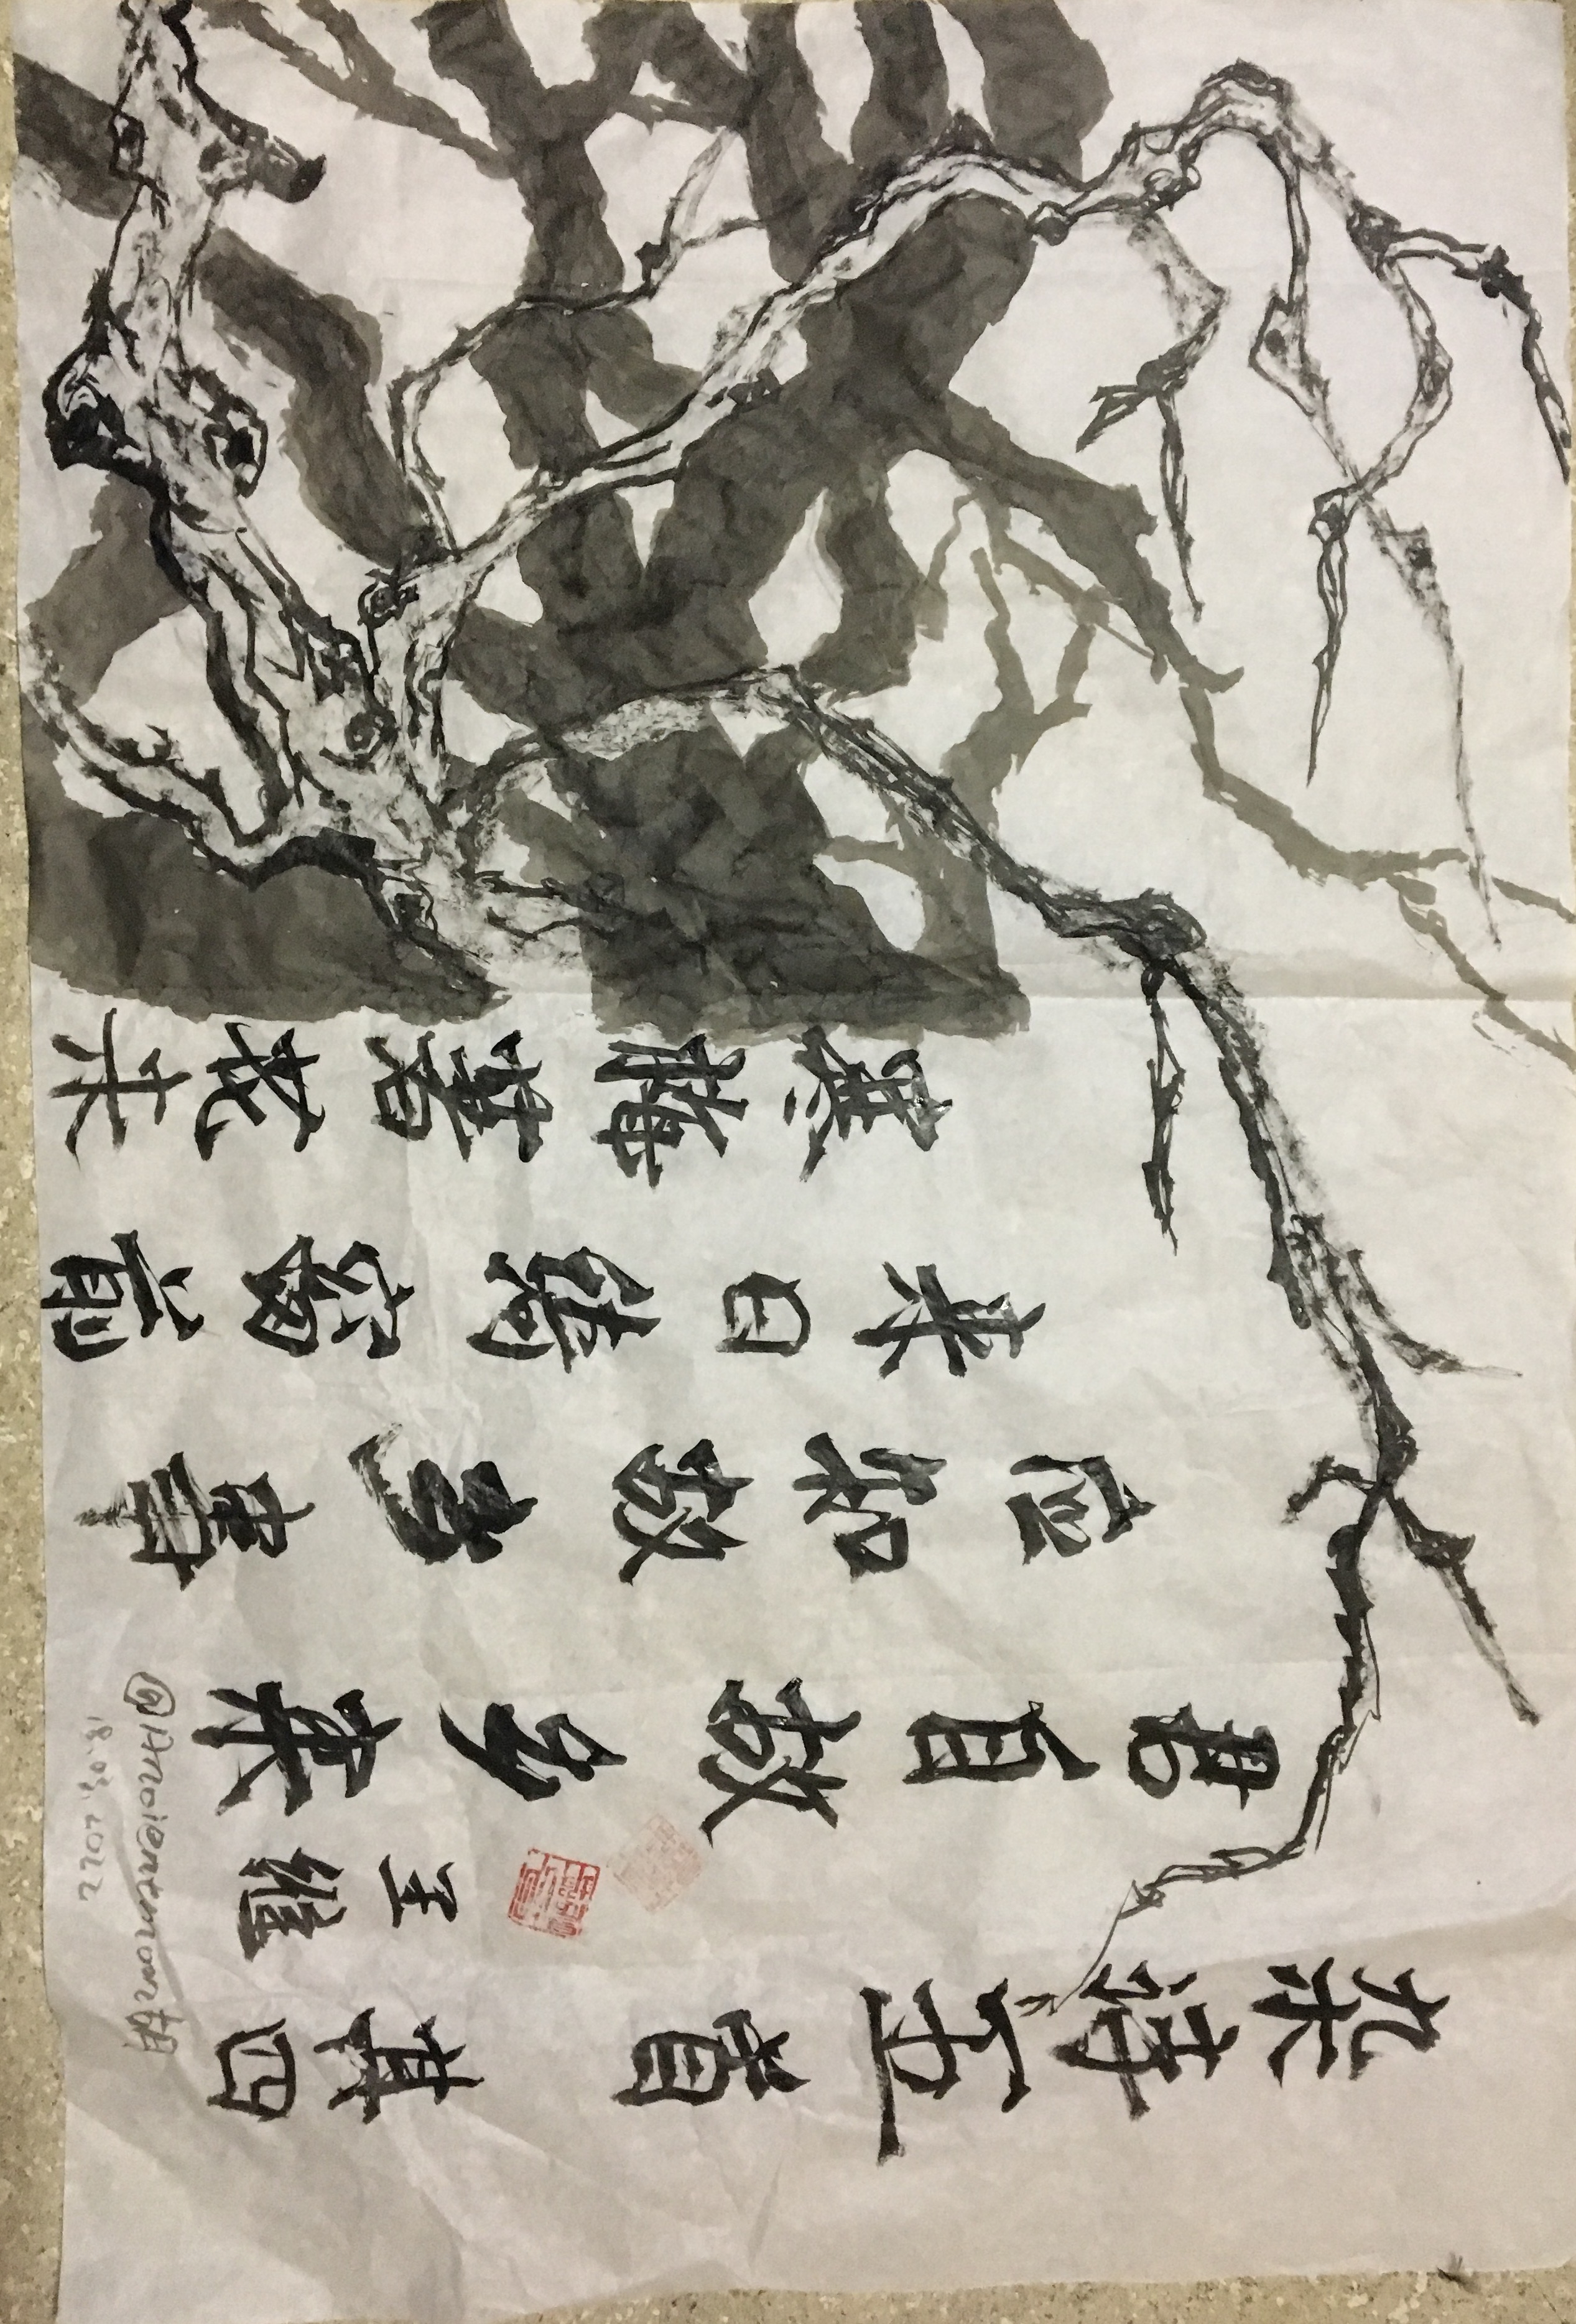 杂诗五首 其四
王维
君自故乡来
应知故乡事
来日绮窗前
寒梅著花未
@Ancientmoon胡
18.03.2022